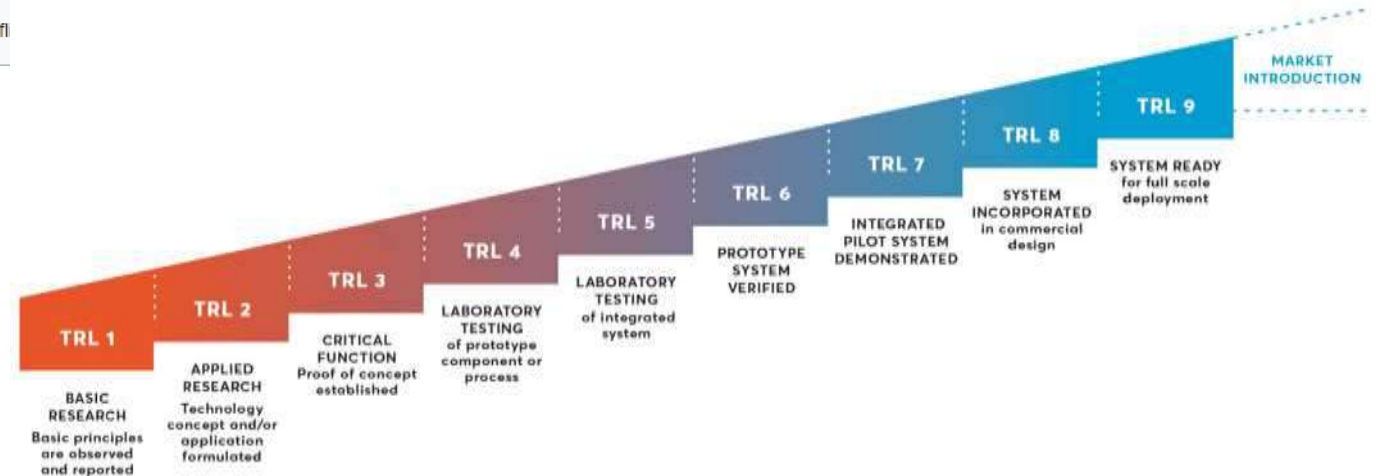 fl
TRL 1
BASIC
RESEARCH
Basic principles
are observed
and reported
TRL 2
APPLIED
RESEARCH
Technology
concept and/or
application
formulated
TRL 3
CRITICAL
FUNCTION
Proof of concept
established
TRL 4
LABORATORY
TESTING
of prototype
component or
process
TRL 5
LABORATORY
TESTING
of integrated
system
TRL 6
PROTOTYPE
SYSTEM
VERIFIED
TRL 7
INTEGRATED
PILOT SYSTEM
DEMONSTRATED
TRL 8
SYSTEM
INCORPORATED
in commercial
design
TRL 9
SYSTEM READY
for full scale
deployment
MARKET
INTRODUCTION